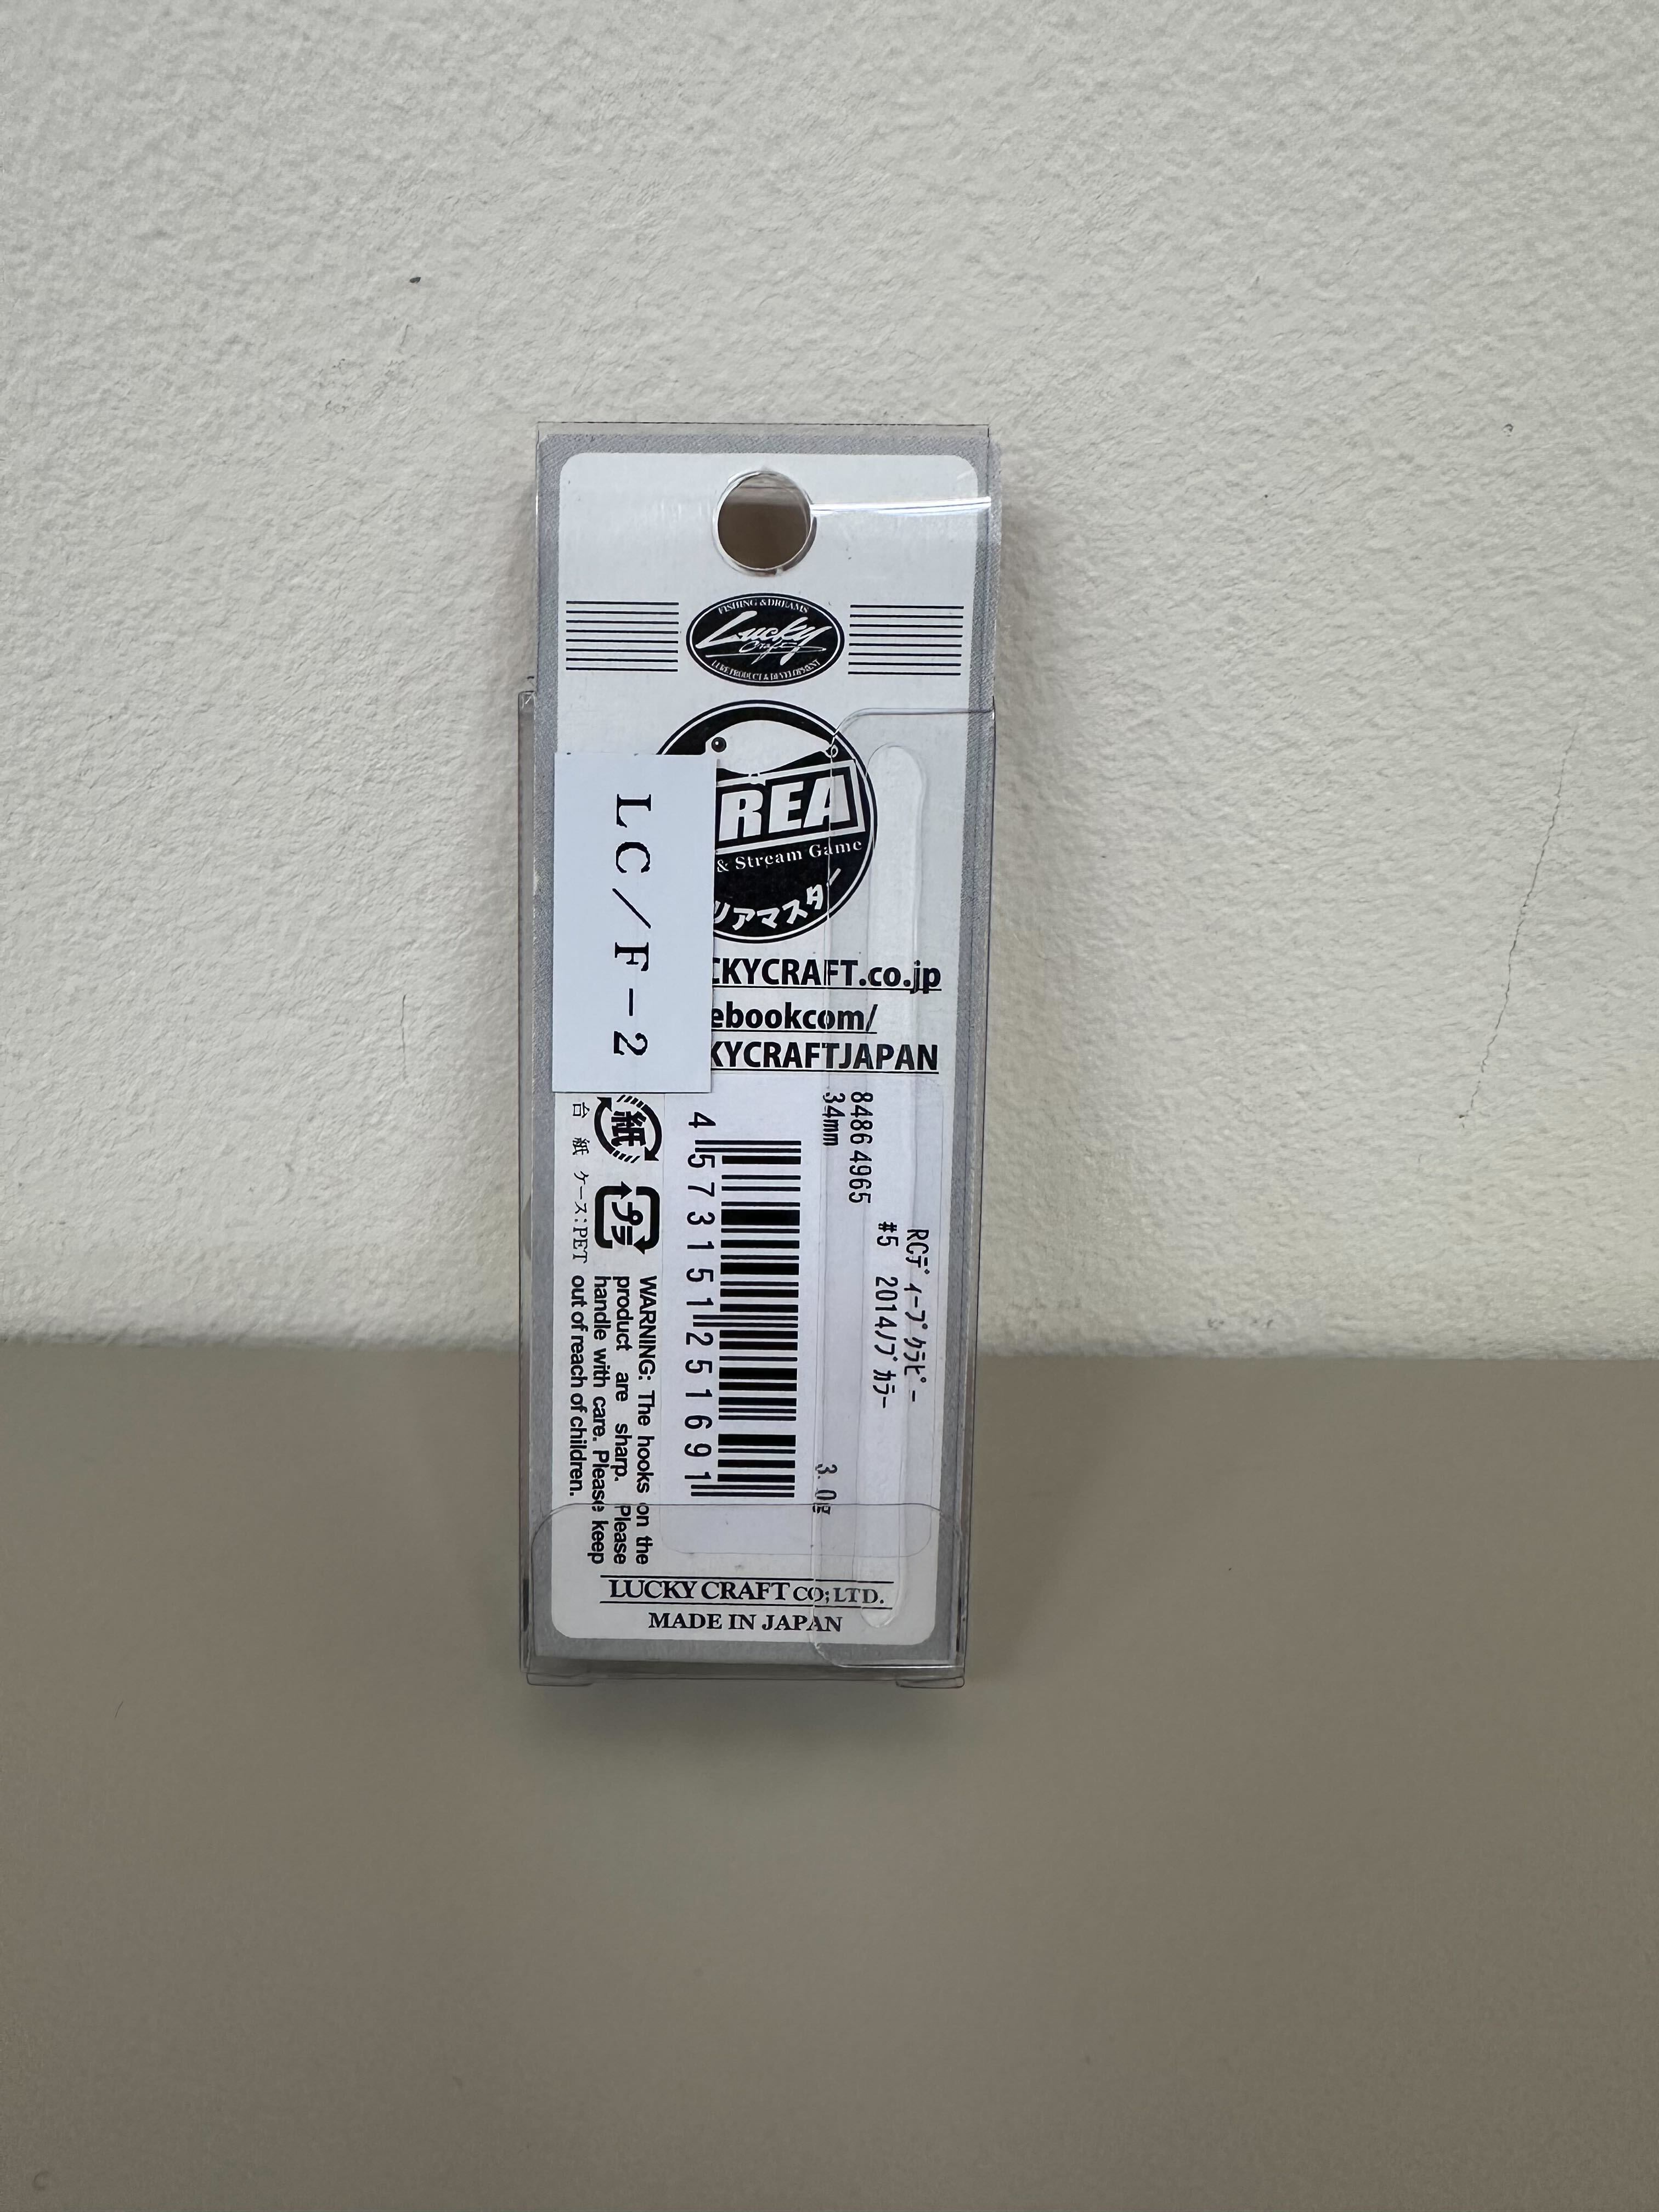 FISHING & DREAMS
Lucky
Craft
LURE PRODUCT & DEVELOPMENT
REA
& Stream Game
リアマスター
LC/F-2
CKYCRAFT.co.jp
ebookcom/
KYCRAFTJAPAN
RCディープクラピー
#5 2014ノブカラー
8486 4965
34mm 3.0g
4 573151 251691
紙
プラ
台紙 ケース:PET
WARNING: The hooks on the
product are sharp. Please
handle with care. Please keep
out of reach of children.
LUCKY CRAFT CO; LTD.
MADE IN JAPAN